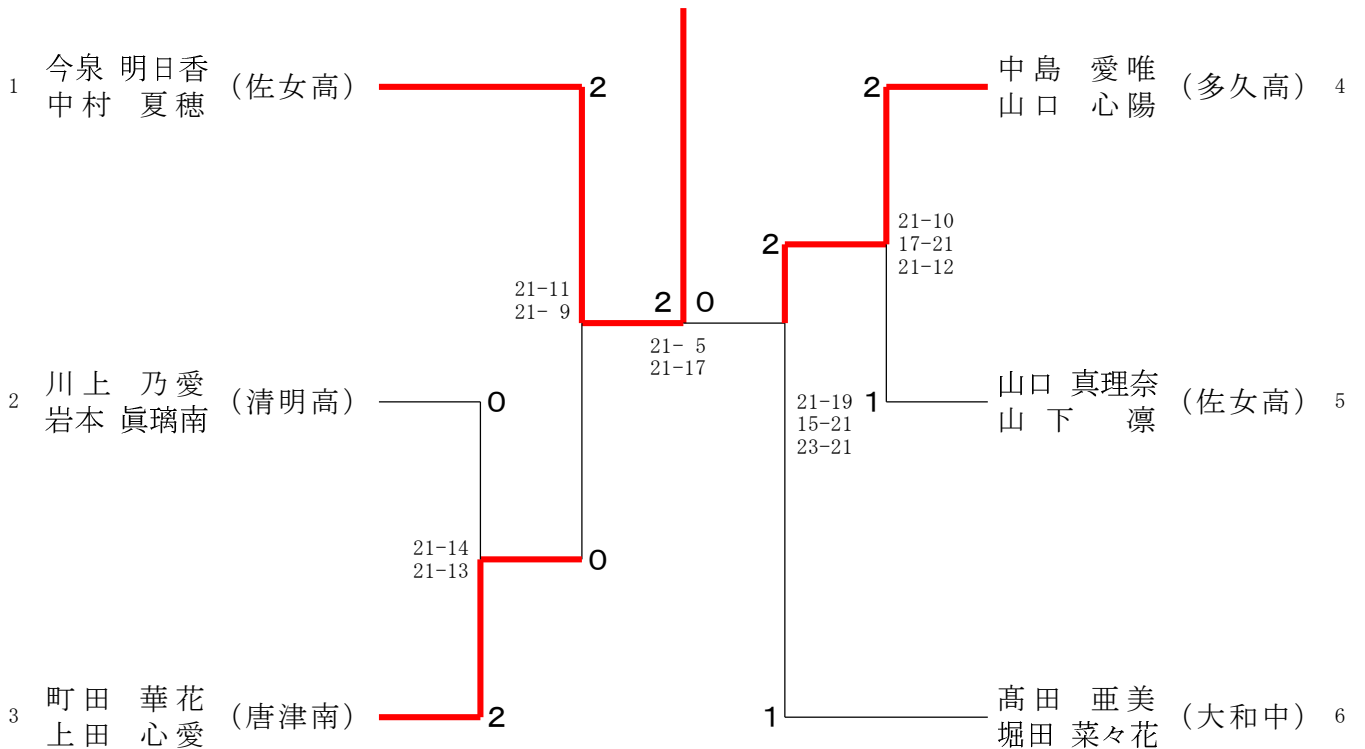 1 今泉 明日香 (佐女高) 2
中村 夏穂
2 中島 愛唯 (多久高) 4
山口 心陽
21-10
2 17-21
21-12
21-11
21- 9
2 0
21- 5
21-17
2 川上 乃愛 (清明高) 0
岩本 眞璃南
21-19
15-21
23-21
1 山口 真理奈 (佐女高) 5
山下 凛
21-14
21-13
0
3 町田 華花 (唐津南) 2
上田 心愛
1 髙田 亜美 (大和中) 6
堀田 菜々花